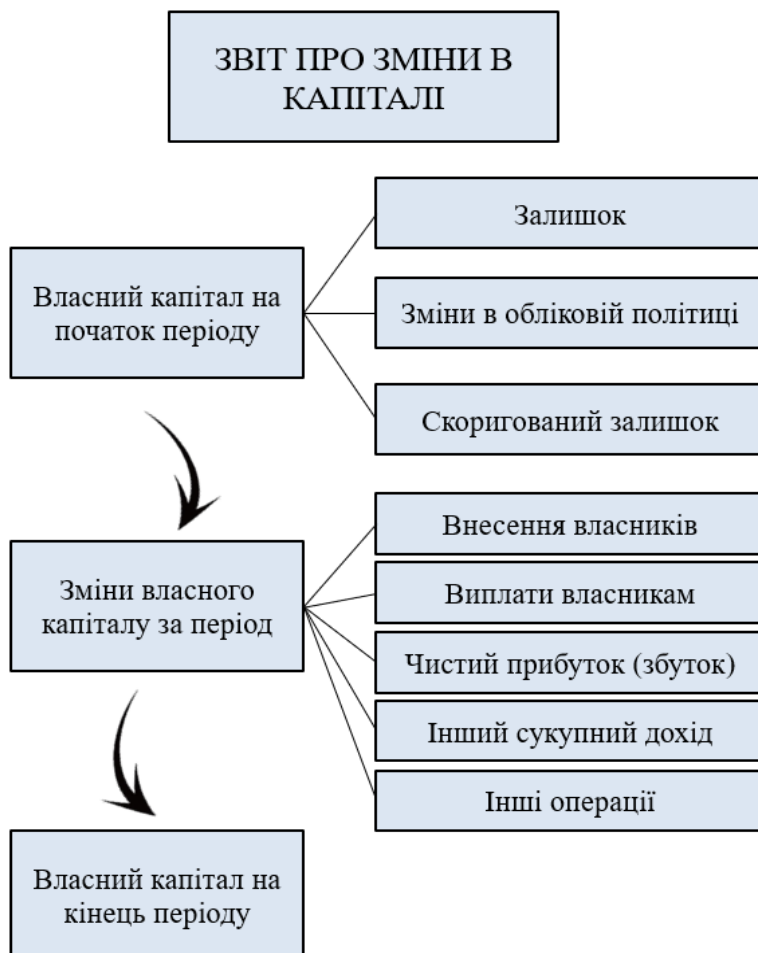 ЗВІТ ПРО ЗМІНИ В
КАПІТАЛІ
Власний капітал на
початок періоду
Залишок
Зміни в обліковій політиці
Скоригований залишок
Зміни власного
капіталу за період
Внесення власників
Виплати власникам
Чистий прибуток (збуток)
Інший сукупний дохід
Інші операції
Власний капітал на
кінець періоду